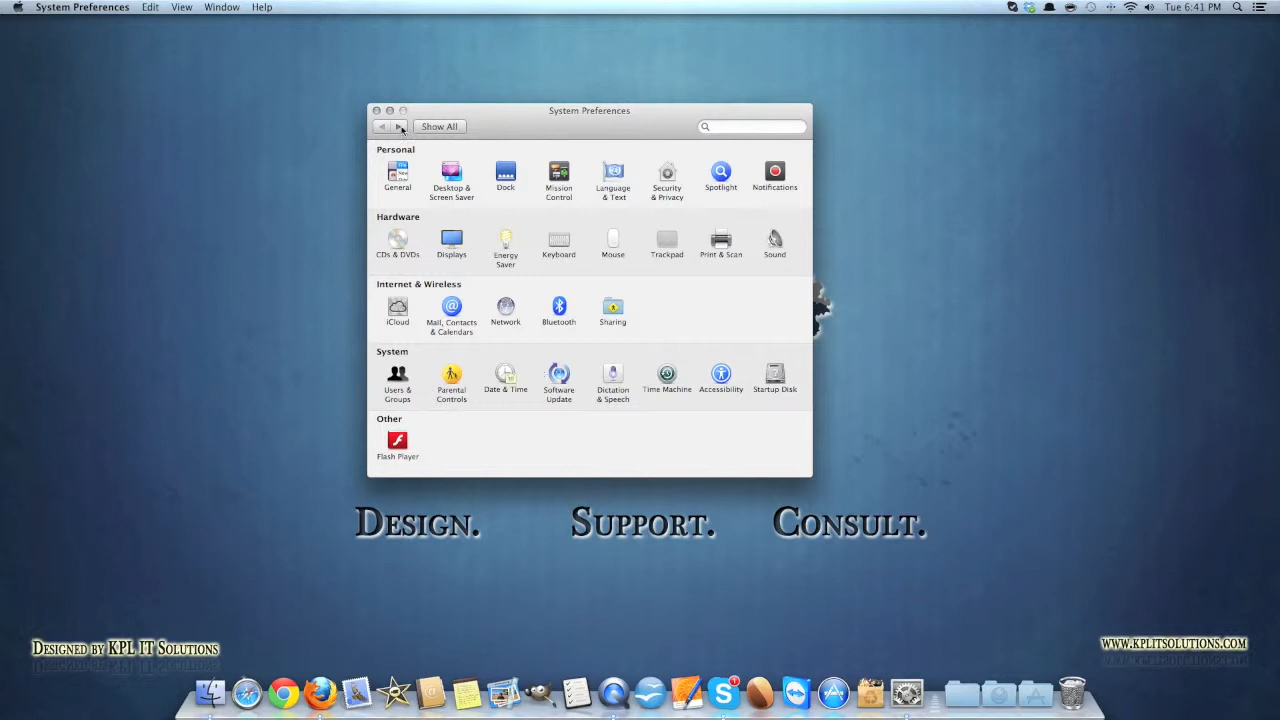 System Preferences Edit View Window Help Tue 6:41 PM
System Preferences
Show All
Personal
General
Desktop &
Screen Saver
Dock
Mission
Control
Language
& Text
Security
& Privacy
Spotlight
Notifications
Hardware
CDs & DVDs
Displays
Energy
Saver
Keyboard
Mouse
Trackpad
Print & Scan
Sound
Internet & Wireless
iCloud
Mail, Contacts
& Calendars
Network
Bluetooth
Sharing
System
Users &
Groups
Parental
Controls
Date & Time
Software
Update
Dictation
& Speech
Time Machine
Accessibility
Startup Disk
Other
Flash Player
Design. Support. Consult.
Designed by KPL IT Solutions
www.kplitsolutions.com